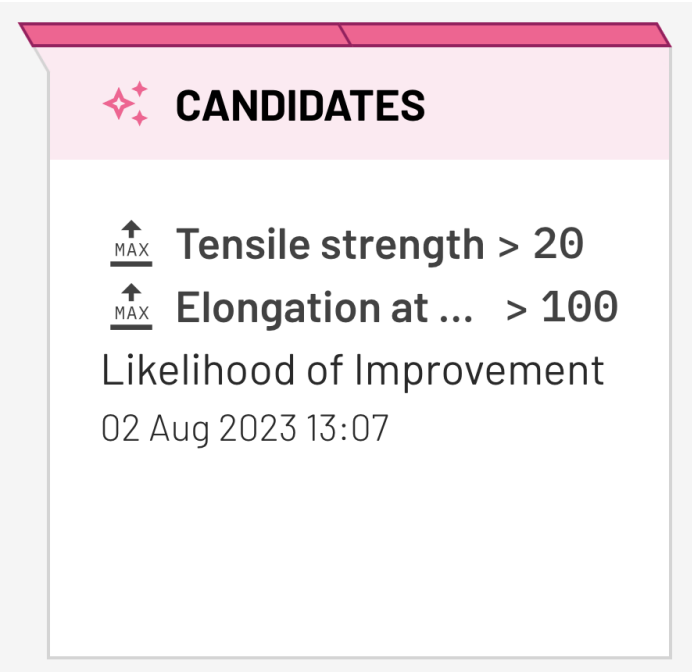 CANDIDATES
MAX Tensile strength > 20
MAX Elongation at ... > 100
Likelihood of Improvement
02 Aug 2023 13:07